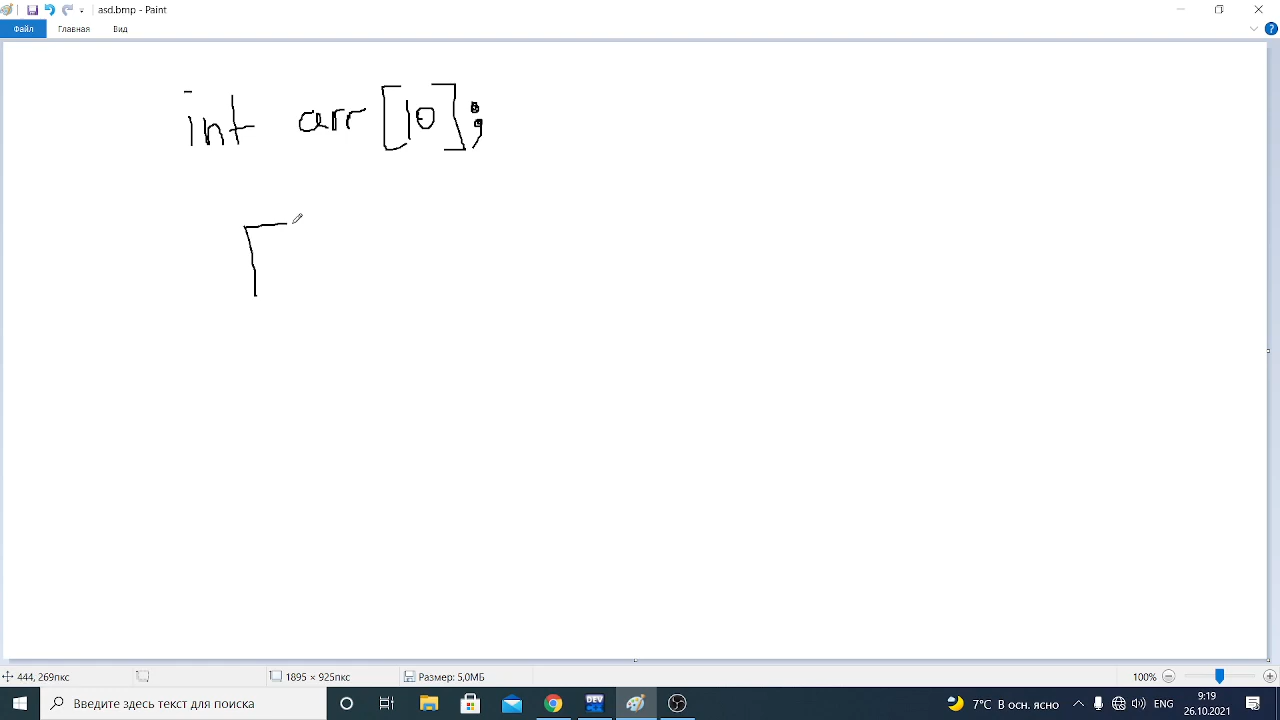 asd.bmp - Paint
Файл Главная Вид
int arr[10];
444, 269пкс 1895 × 925пкс Размер: 5,0МБ 100%
Введите здесь текст для поиска DEV 7°C В осн. ясно ENG 9:19
26.10.2021